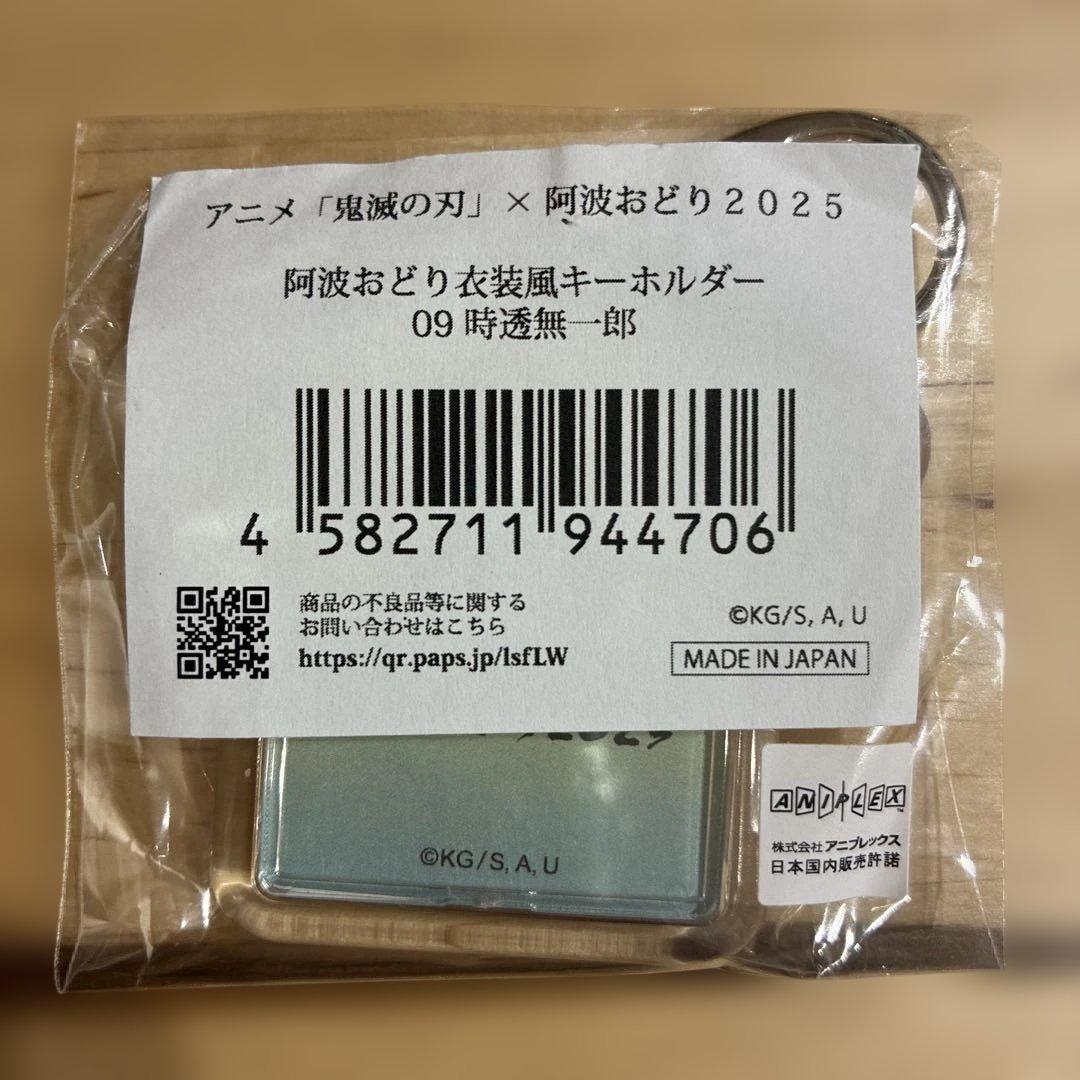 アニメ「鬼滅の刃」× 阿波おどり２０２５
阿波おどり衣装風キーホルダー
09 時透無一郎
4 582711 944706
商品の不良品等に関する
お問い合わせはこちら
https://qr.paps.jp/lsfLW
©KG/S, A, U
MADE IN JAPAN
2025
©KG/S, A, U
ANIPLEX™
株式会社 アニプレックス
日本国内販売許諾